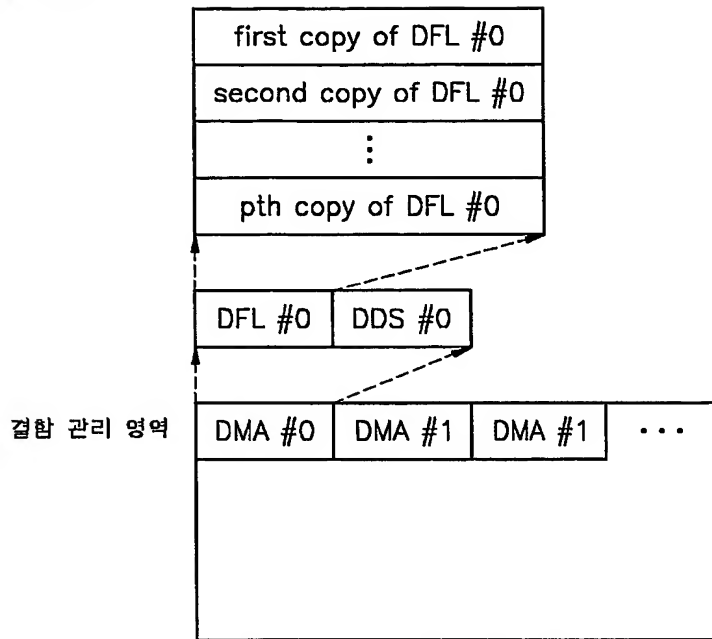 first copy of DFL #0
second copy of DFL #0
⋮
pth copy of DFL #0
DFL #0 DDS #0
결함 관리 영역 DMA #0 DMA #1 DMA #1 ···